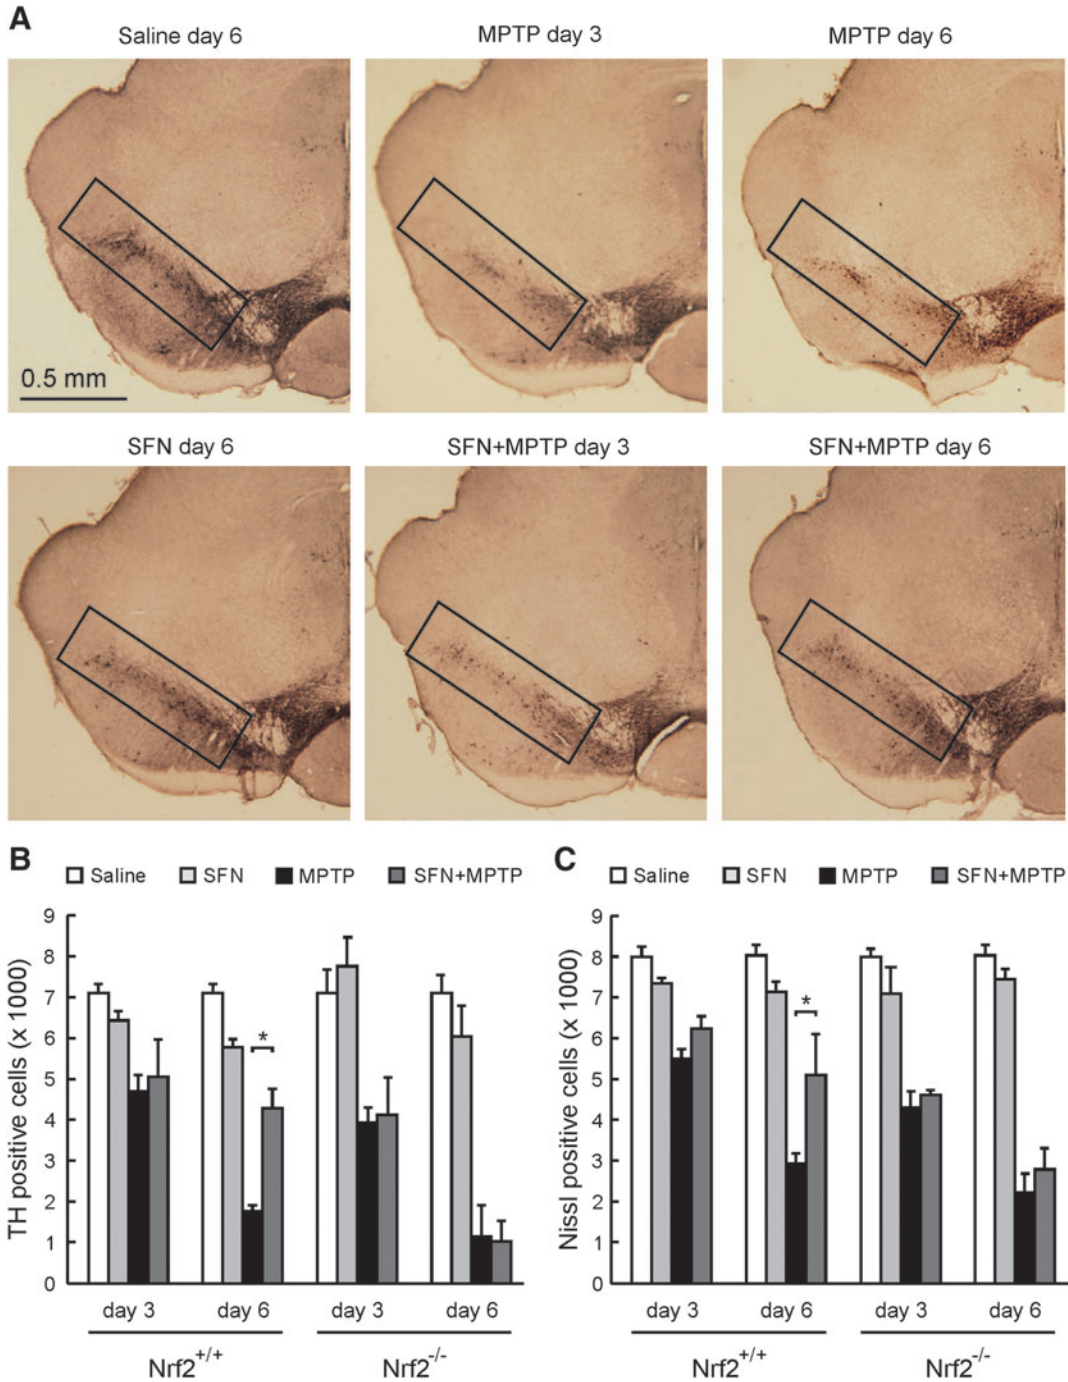 A
Saline day 6
MPTP day 3
MPTP day 6
0.5 mm
SFN day 6
SFN+MPTP day 3
SFN+MPTP day 6
B
Saline SFN MPTP SFN+MPTP
TH positive cells (x 1000)
9
8
7
6
5
4
3
2
1
0
*
day 3 day 6 day 3 day 6
Nrf2+/+ Nrf2-/-
C
Saline SFN MPTP SFN+MPTP
Nissl positive cells (x 1000)
9
8
7
6
5
4
3
2
1
0
*
day 3 day 6 day 3 day 6
Nrf2+/+ Nrf2-/-